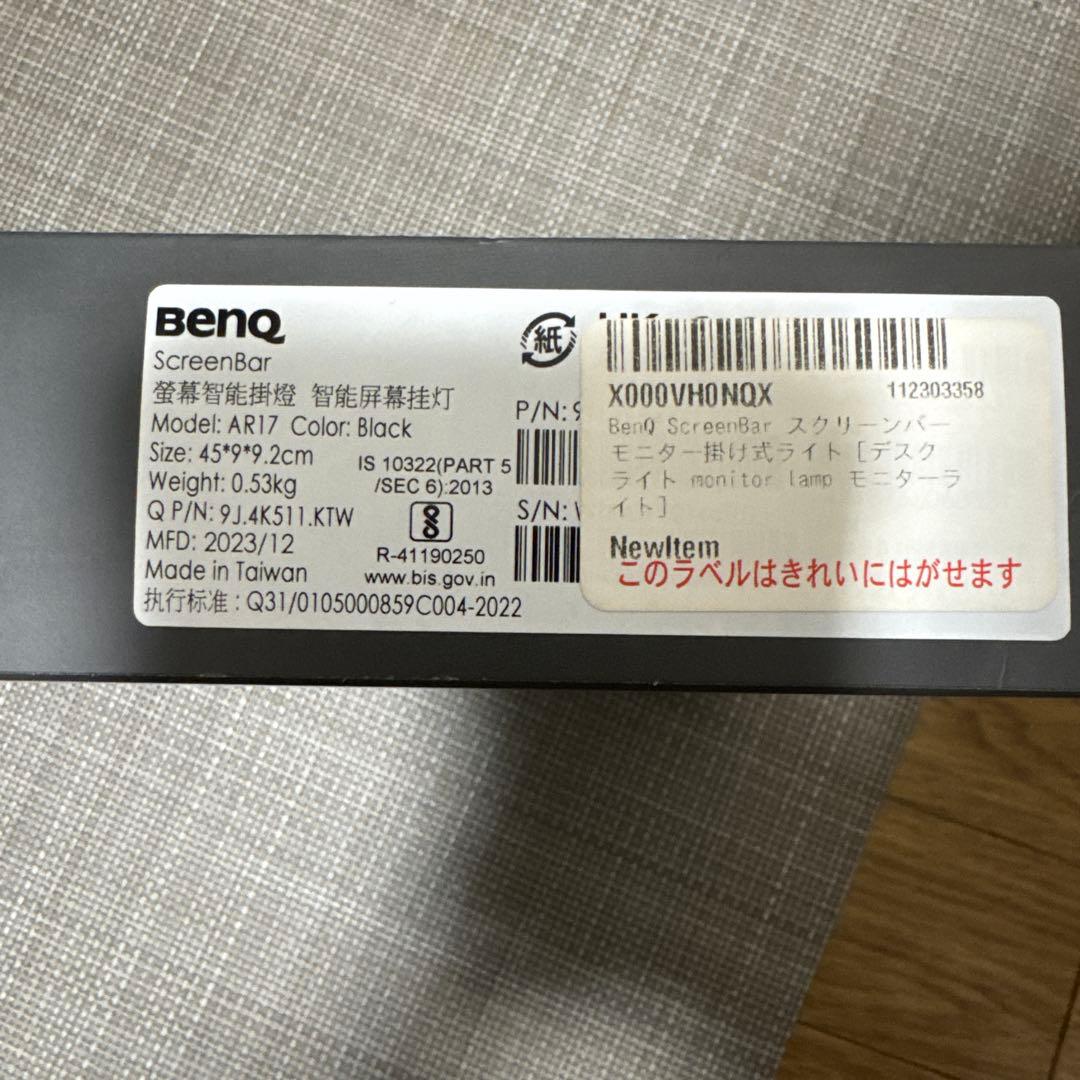 BenQ
ScreenBar
螢幕智能掛燈 智能屏幕挂灯
Model: AR17 Color: Black
Size: 45*9*9.2cm
Weight: 0.53kg
Q P/N: 9J.4K511.KTW
MFD: 2023/12
Made in Taiwan
执行标准 : Q31/0105000859C004-2022
IS 10322(PART 5
/SEC 6):2013
R-41190250
www.bis.gov.in
紙
P/N: 9
S/N:
X000VH0NQX 112303358
BenQ ScreenBar スクリーンバー
モニター掛け式ライト [デスク
ライト monitor lamp モニターラ
イト]
NewItem
このラベルはきれいにはがせます